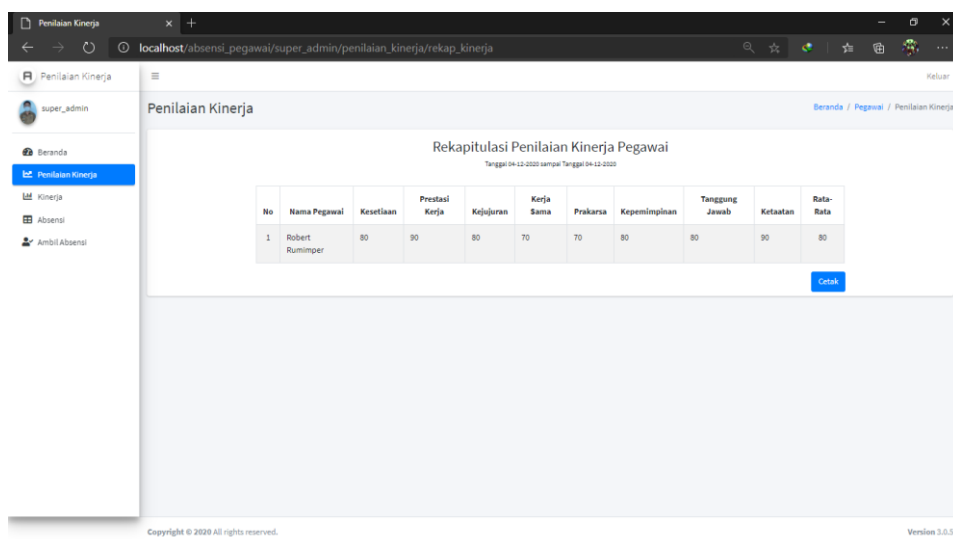 Penilaian Kinerja
localhost/absensi_pegawai/super_admin/penilaian_kinerja/rekap_kinerja
Penilaian Kinerja
Keluar
super_admin
Beranda
Penilaian Kinerja
Kinerja
Absensi
Ambil Absensi
Penilaian Kinerja
Beranda / Pegawai / Penilaian Kinerja
Rekapitulasi Penilaian Kinerja Pegawai
Tanggal 04-12-2020 sampai Tanggal 04-12-2020
No Nama Pegawai Kesetiaan Prestasi Kerja Kejujuran Kerja Sama Prakarsa Kepemimpinan Tanggung Jawab Ketaatan Rata-Rata
1 Robert Rumimper 80 90 80 70 70 80 80 90 80
Cetak
Copyright © 2020 All rights reserved.
Version 3.0.5